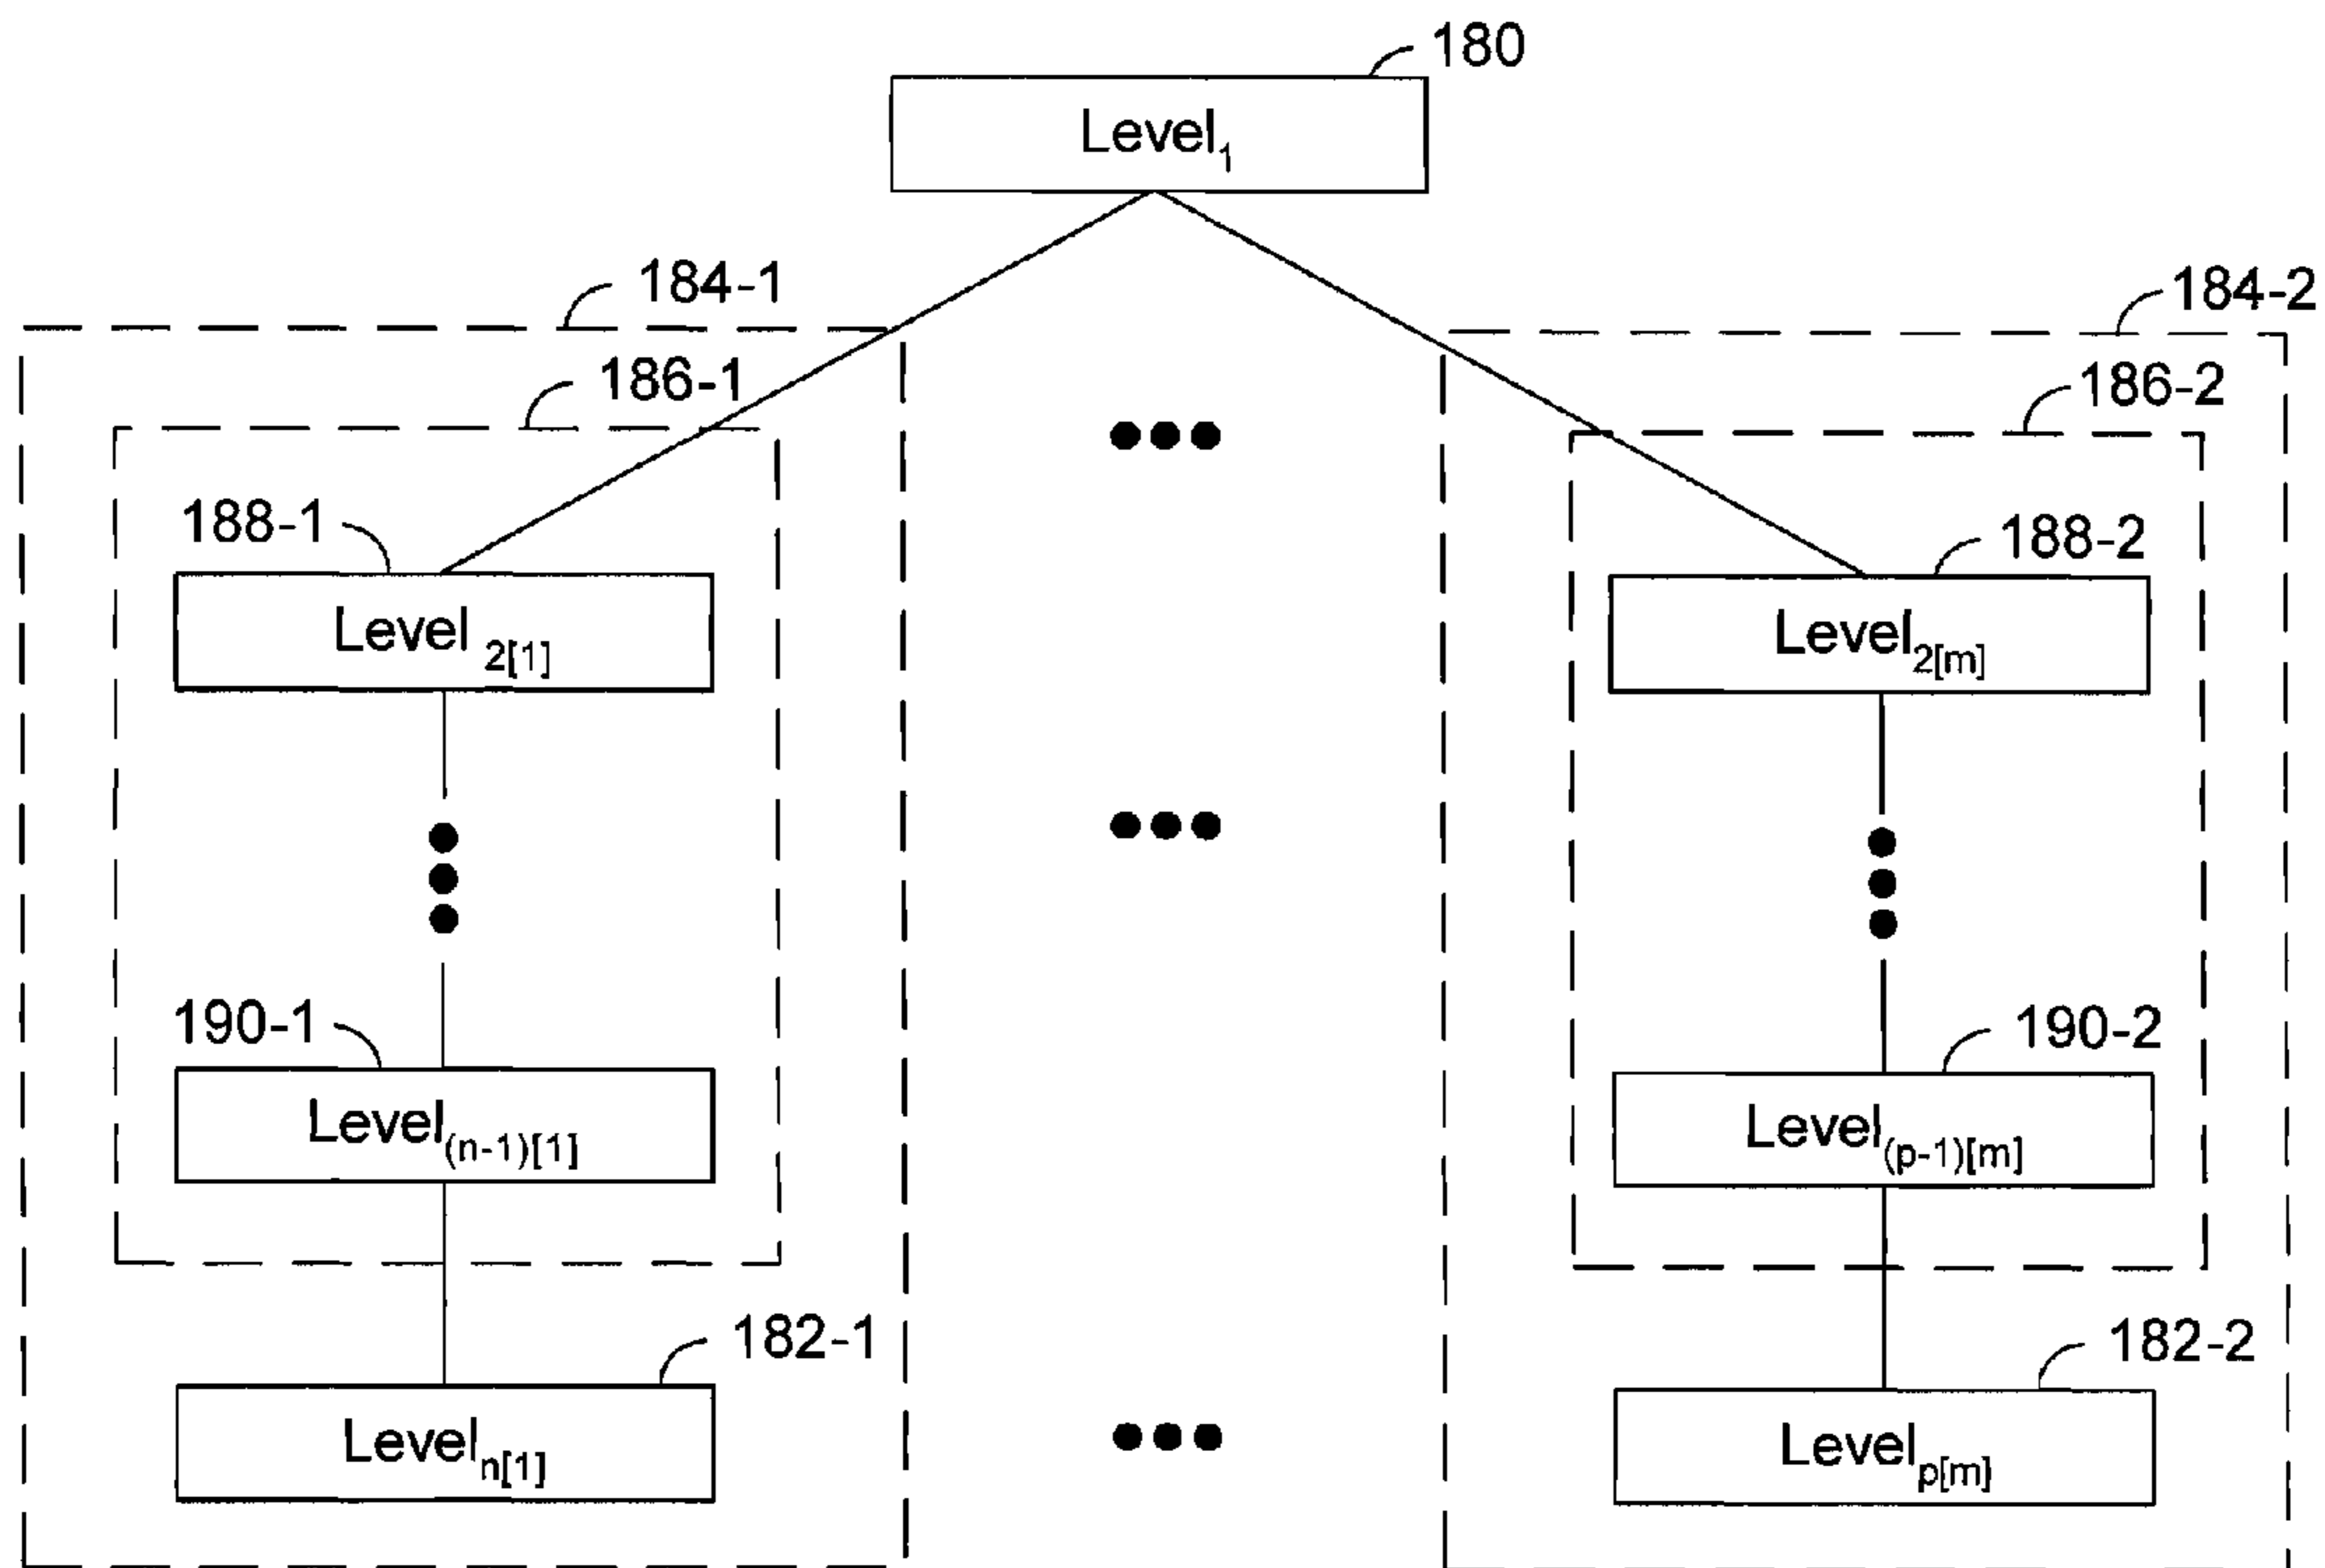 180
Level₁
184-1
184-2
186-1
186-2
188-1
188-2
Level 2[1]
Level2[m]
190-1
190-2
Level(n-1)[1]
Level(p-1)[m]
182-1
182-2
Leveln[1]
Levelp[m]